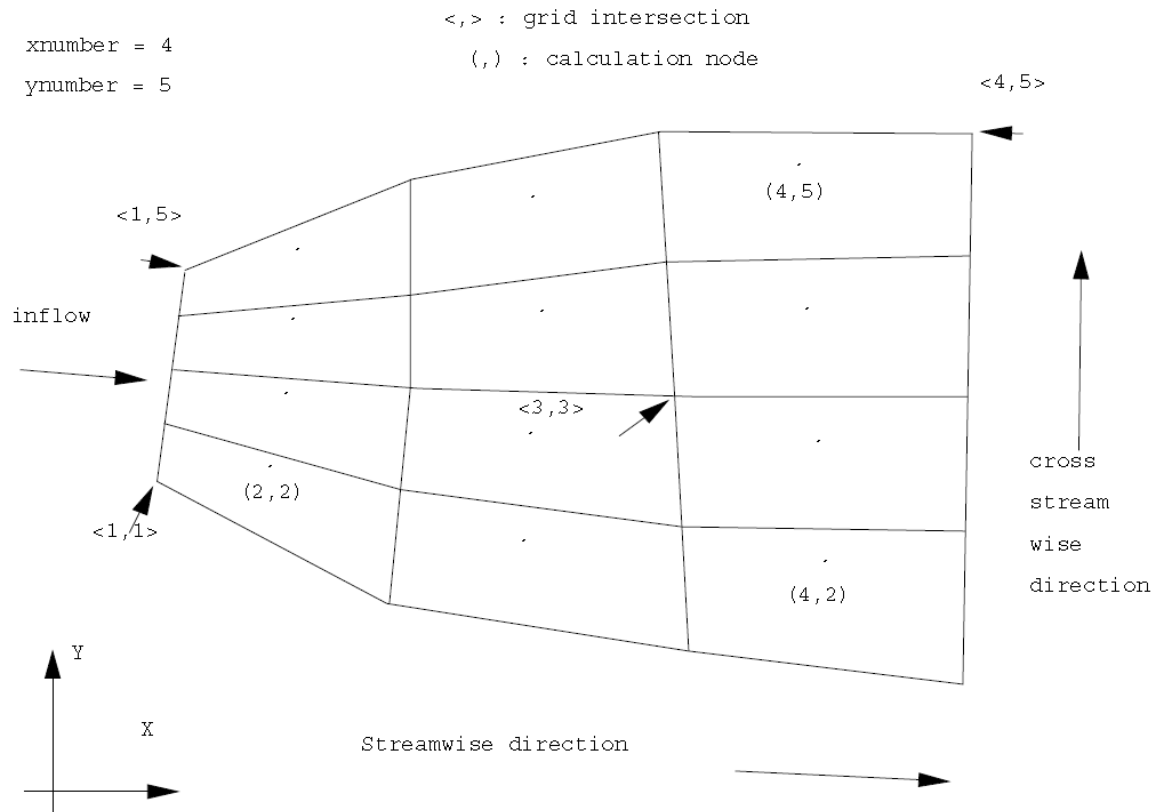 <,> : grid intersection
xnumber = 4
(,) : calculation node
ynumber = 5
<4,5>
(4,5)
<1,5>
inflow
<3,3>
cross
stream
wise
direction
(2,2)
<1,1>
(4,2)
Y
X
Streamwise direction